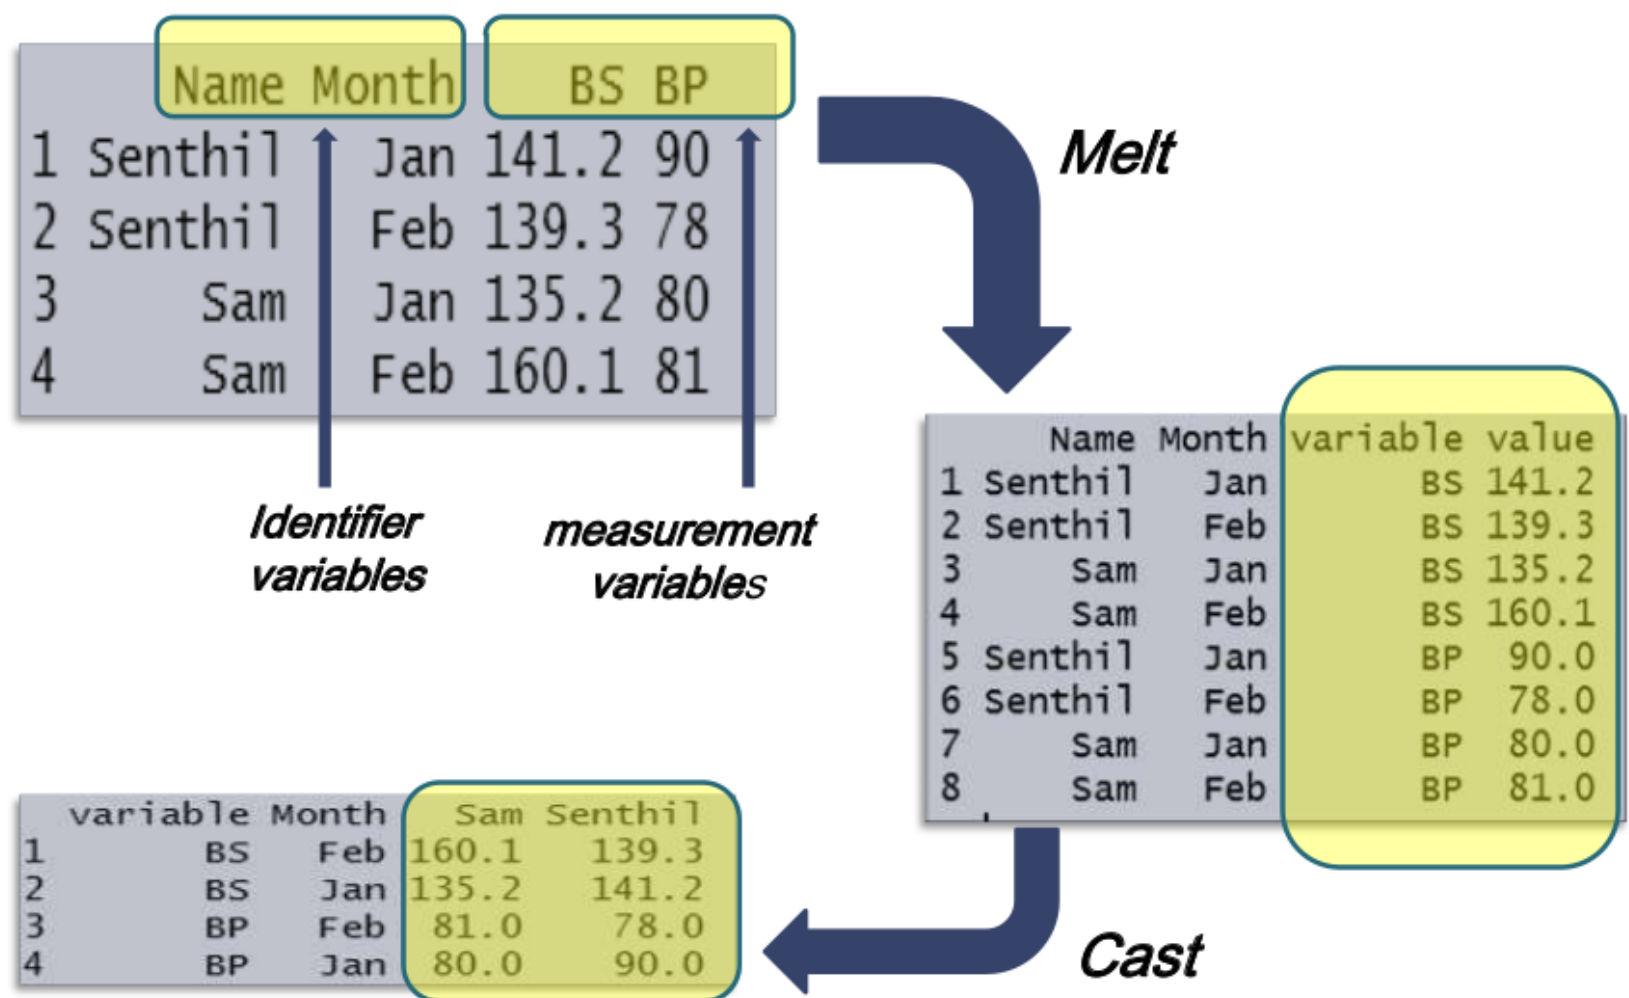 Name Month BS BP
1 Senthil Jan 141.2 90
2 Senthil Feb 139.3 78
3 Sam Jan 135.2 80
4 Sam Feb 160.1 81
Identifier
variables
measurement
variables
Melt
Name Month variable value
1 Senthil Jan BS 141.2
2 Senthil Feb BS 139.3
3 Sam Jan BS 135.2
4 Sam Feb BS 160.1
5 Senthil Jan BP 90.0
6 Senthil Feb BP 78.0
7 Sam Jan BP 80.0
8 Sam Feb BP 81.0
Cast
variable Month Sam Senthil
1 BS Feb 160.1 139.3
2 BS Jan 135.2 141.2
3 BP Feb 81.0 78.0
4 BP Jan 80.0 90.0